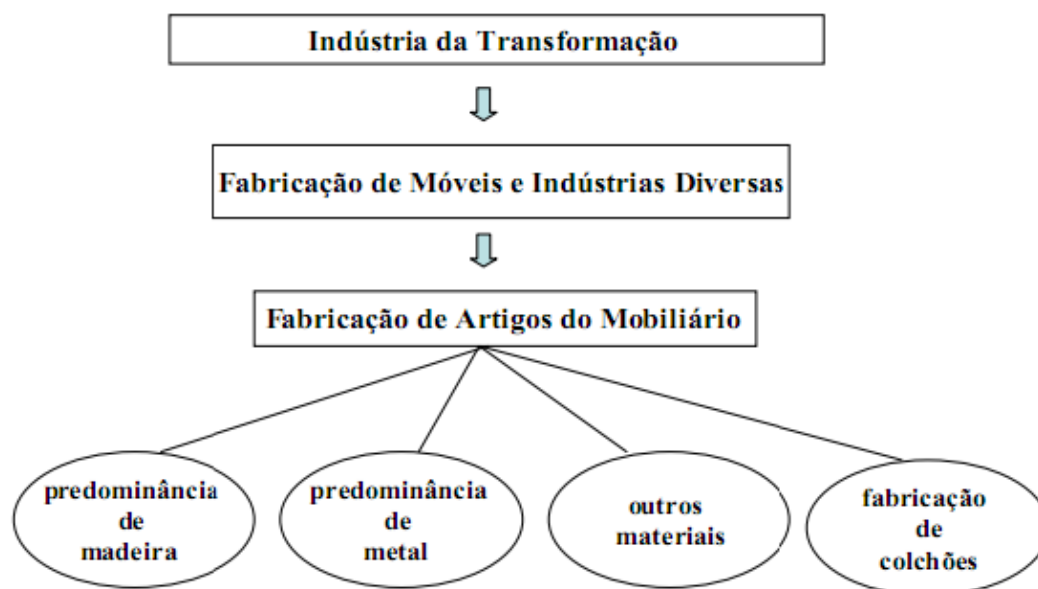 Indústria da Transformação
Fabricação de Móveis e Indústrias Diversas
Fabricação de Artigos do Mobiliário
predominância
de
madeira
predominância
de
metal
outros
materiais
fabricação
de
colchões